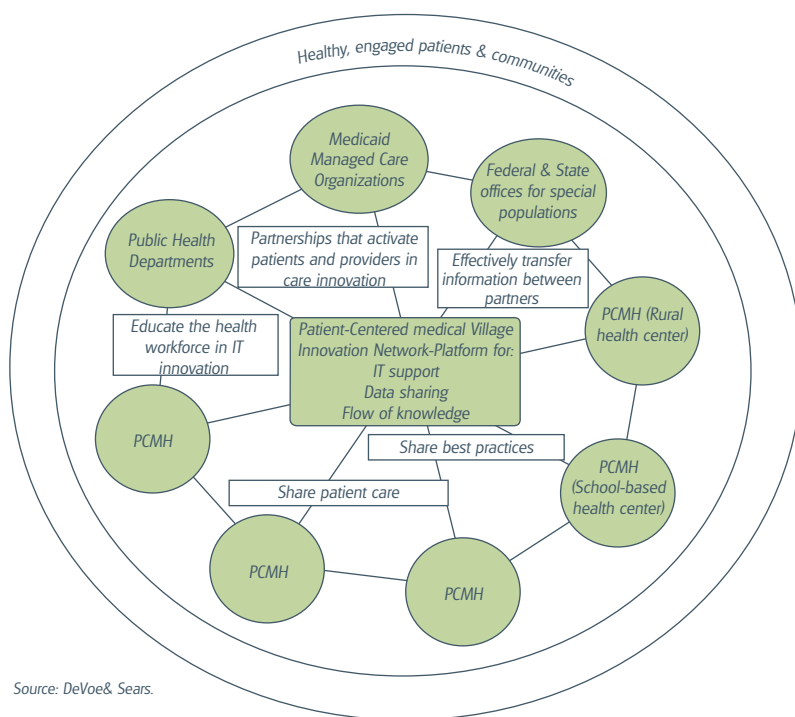 Healthy, engaged patients & communities
Medicaid
Managed Care
Organizations
Federal & State
offices for special
populations
Public Health
Departments
Partnerships that activate
patients and providers in
care innovation
Effectively transfer
information between
partners
PCMH (Rural
health center)
Educate the health
workforce in IT
innovation
Patient-Centered medical Village
Innovation Network-Platform for:
IT support
Data sharing
Flow of knowledge
PCMH
Share best practices
PCMH
(School-based
health center)
Share patient care
PCMH
PCMH
Source: DeVoe& Sears.